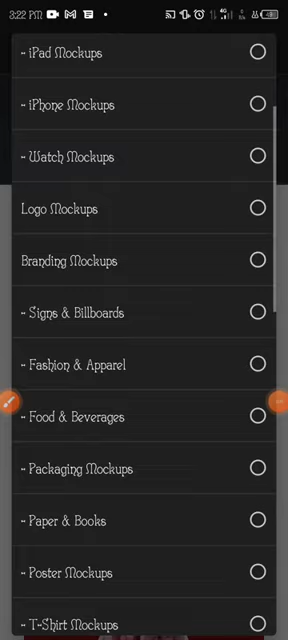 3:22 PM
- iPad Mockups
- iPhone Mockups
- Watch Mockups
Logo Mockups
Branding Mockups
- Signs & Billboards
- Fashion & Apparel
- Food & Beverages
- Packaging Mockups
- Paper & Books
- Poster Mockups
- T-Shirt Mockups